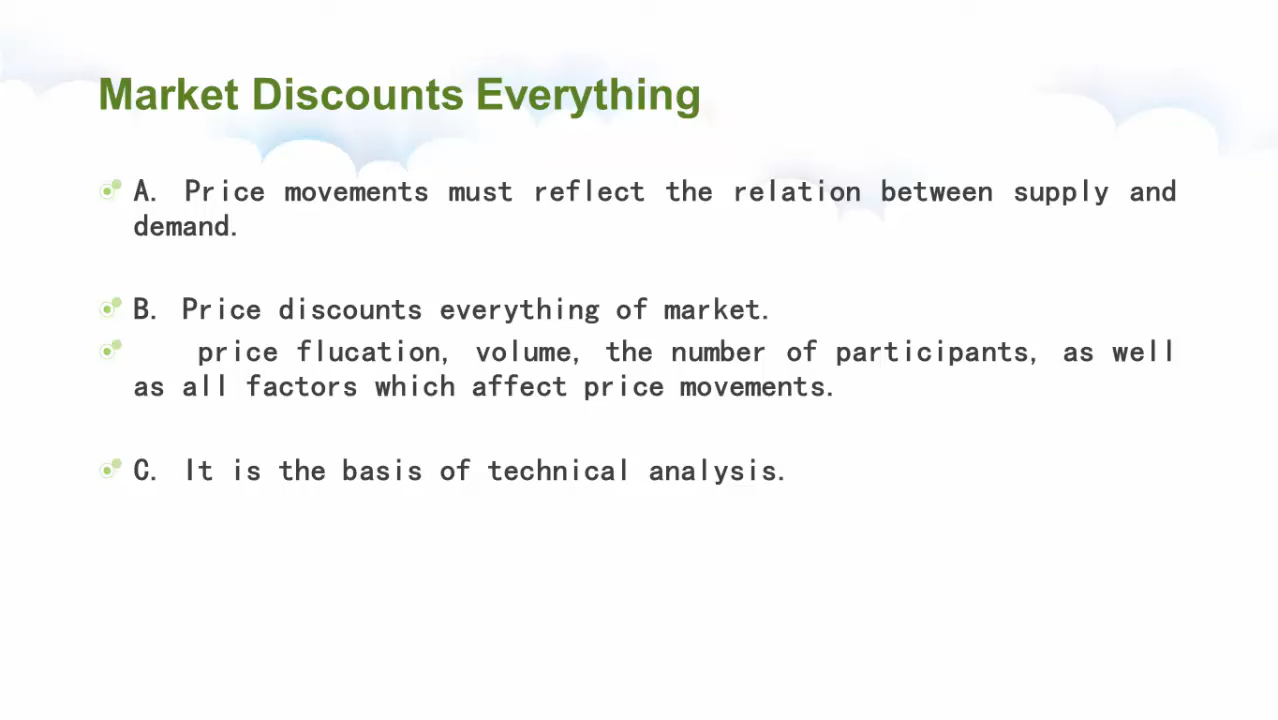 Market Discounts Everything
A. Price movements must reflect the relation between supply and
demand.
B. Price discounts everything of market.
price flucation, volume, the number of participants, as well
as all factors which affect price movements.
C. It is the basis of technical analysis.